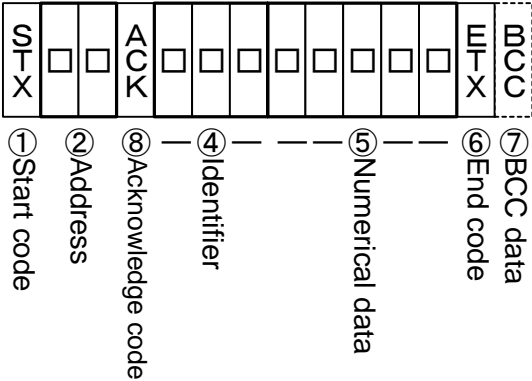 STX □ □ ACK □ □ □ □ □ □ □ □ ETX BCC
①Start code
②Address
⑧Acknowledge code
④Identifier
⑤Numerical data
⑥End code
⑦BCC data